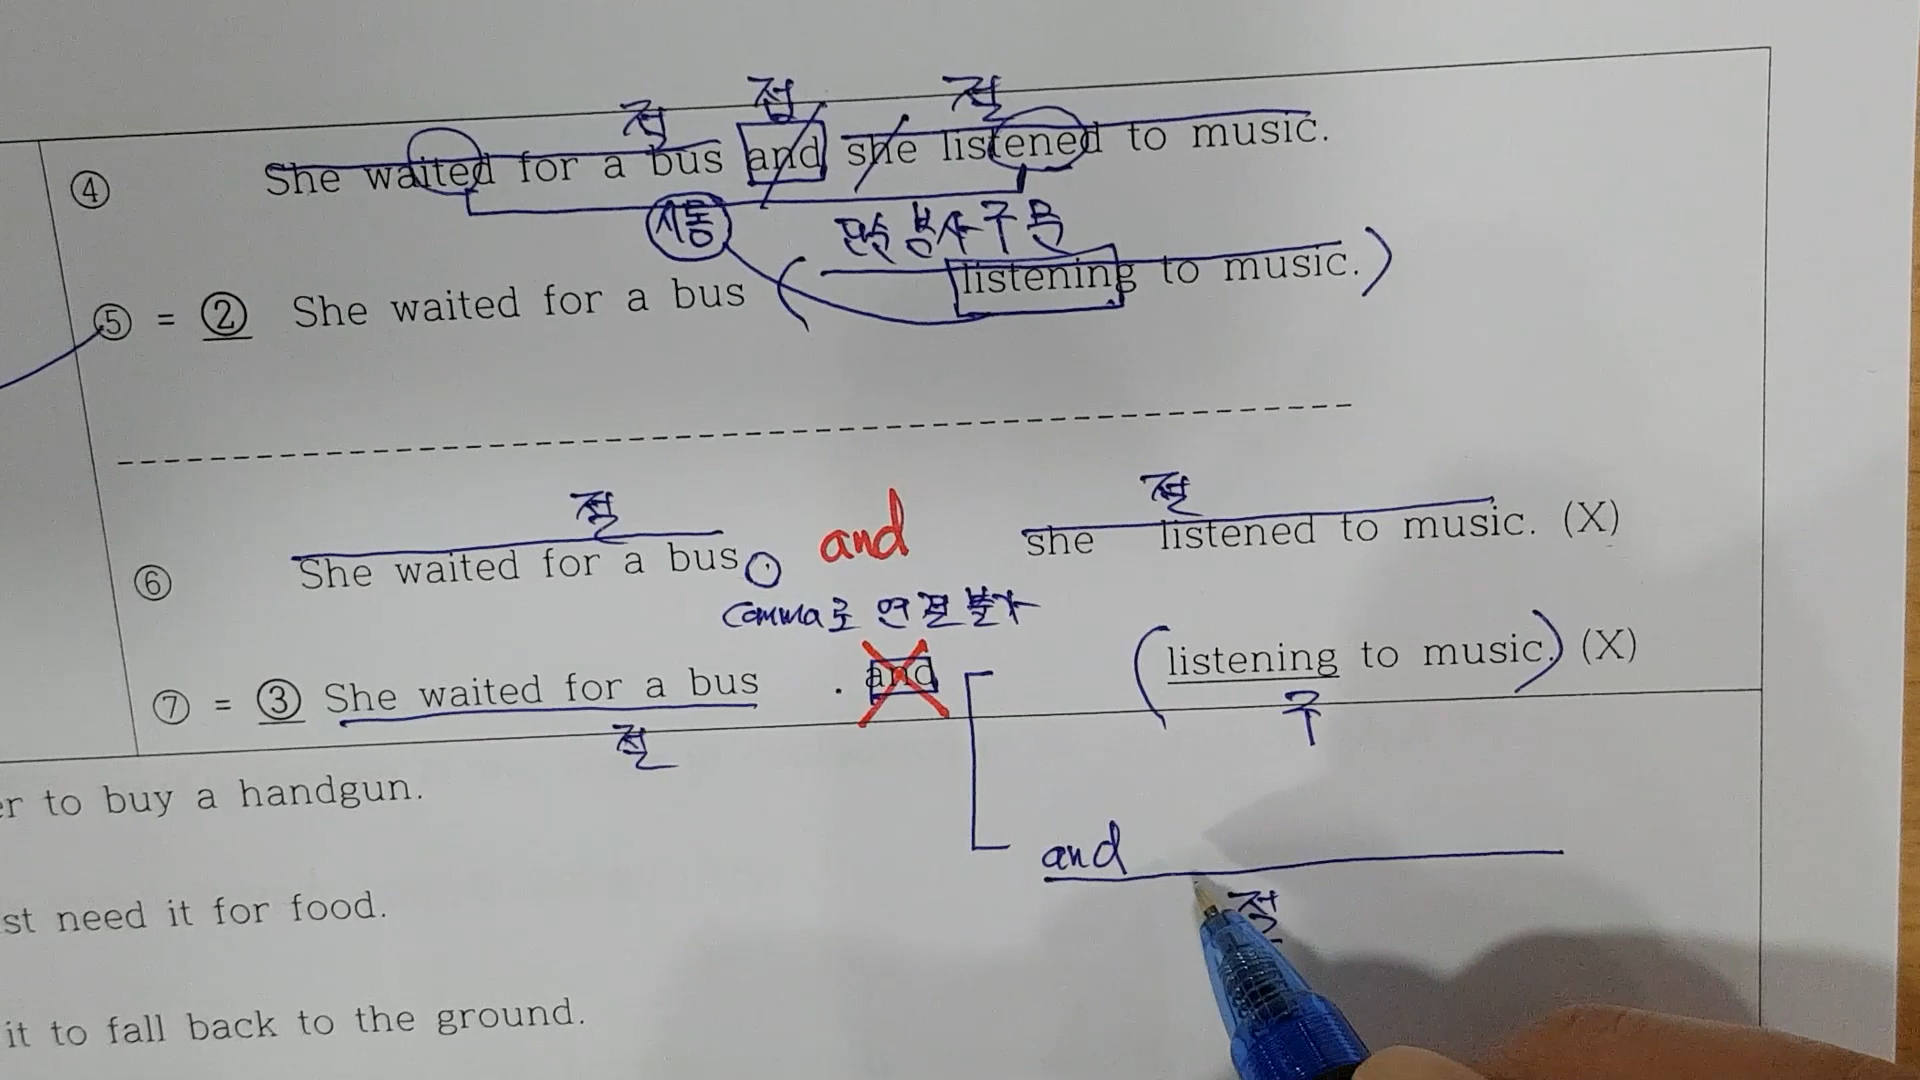 절 접 절
④ She waited for a bus and she listened to music.
시동 분사구문
⑤ = ② She waited for a bus ( listening to music.)
절 절
⑥ She waited for a bus. and she listened to music. (X)
comma로 연결 불가
⑦ = ③ She waited for a bus . and (listening to music.) (X)
절 구
er to buy a handgun.
and
절
st need it for food.
it to fall back to the ground.